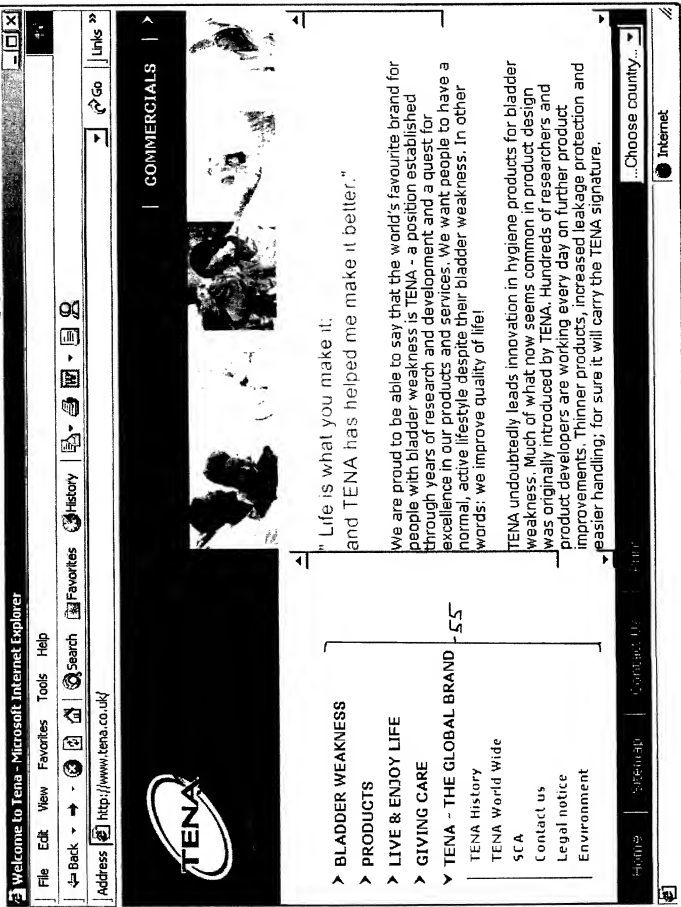 Welcome to Tena - Microsoft Internet Explorer
File Edit View Favorites Tools Help
Back Search Favorites History
Address http://www.tena.co.uk/ Go Links »
TENA
| COMMERCIALS |
> BLADDER WEAKNESS
> PRODUCTS
> LIVE & ENJOY LIFE
> GIVING CARE
TENA - THE GLOBAL BRAND
TENA History
TENA World Wide
SCA
Contact us
Legal notice
Environment
55
" Life is what you make it:
and TENA has helped me make it better."
We are proud to be able to say that the world's favourite brand for
people with bladder weakness is TENA - a position established
through years of research and development and a quest for
excellence in our products and services. We want people to have a
normal, active lifestyle despite their bladder weakness. In other
words: we improve quality of life!
TENA undoubtedly leads innovation in hygiene products for bladder
weakness. Much of what now seems common in product design
was originally introduced by TENA. Hundreds of researchers and
product developers are working every day on further product
improvements. Thinner products, increased leakage protection and
easier handling; for sure it will carry the TENA signature.
Home | Sitemap | Contact Us |
...Choose country...
Internet